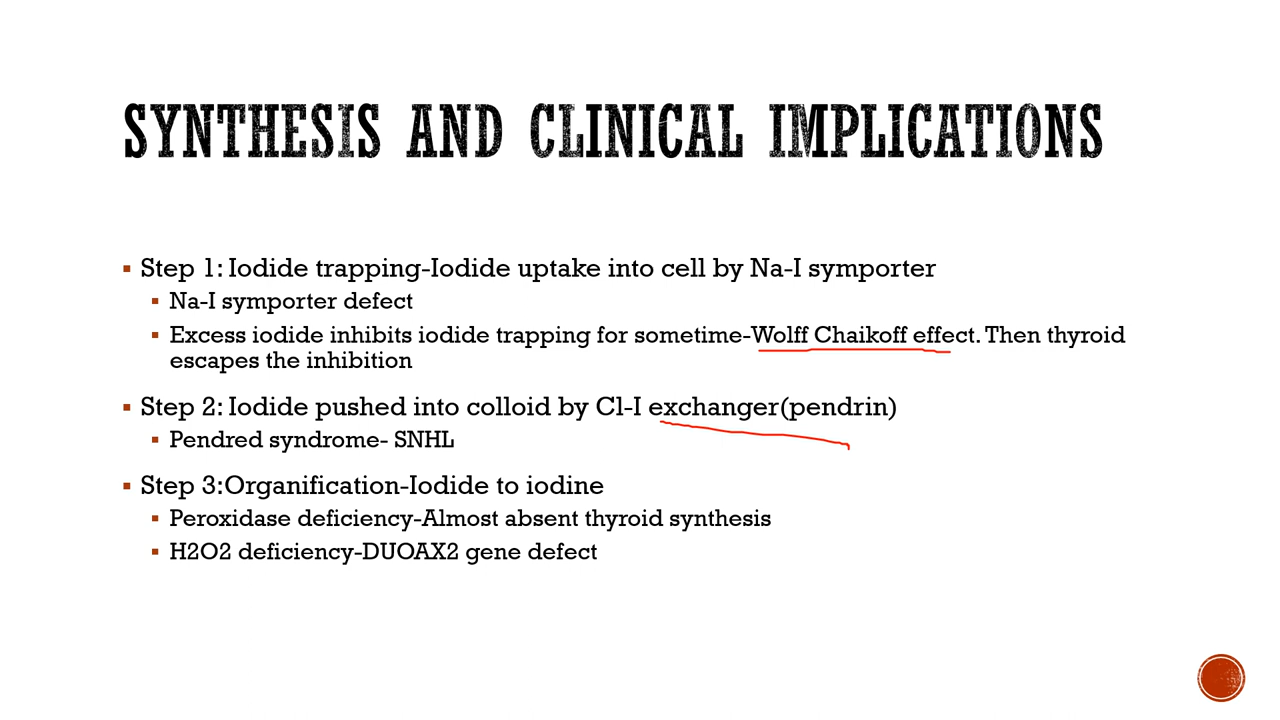 SYNTHESIS AND CLINICAL IMPLICATIONS
Step 1: Iodide trapping-Iodide uptake into cell by Na-I symporter
Na-I symporter defect
Excess iodide inhibits iodide trapping for sometime-Wolff Chaikoff effect. Then thyroid
escapes the inhibition
Step 2: Iodide pushed into colloid by Cl-I exchanger(pendrin)
Pendred syndrome- SNHL
Step 3:Organification-Iodide to iodine
Peroxidase deficiency-Almost absent thyroid synthesis
H2O2 deficiency-DUOAX2 gene defect